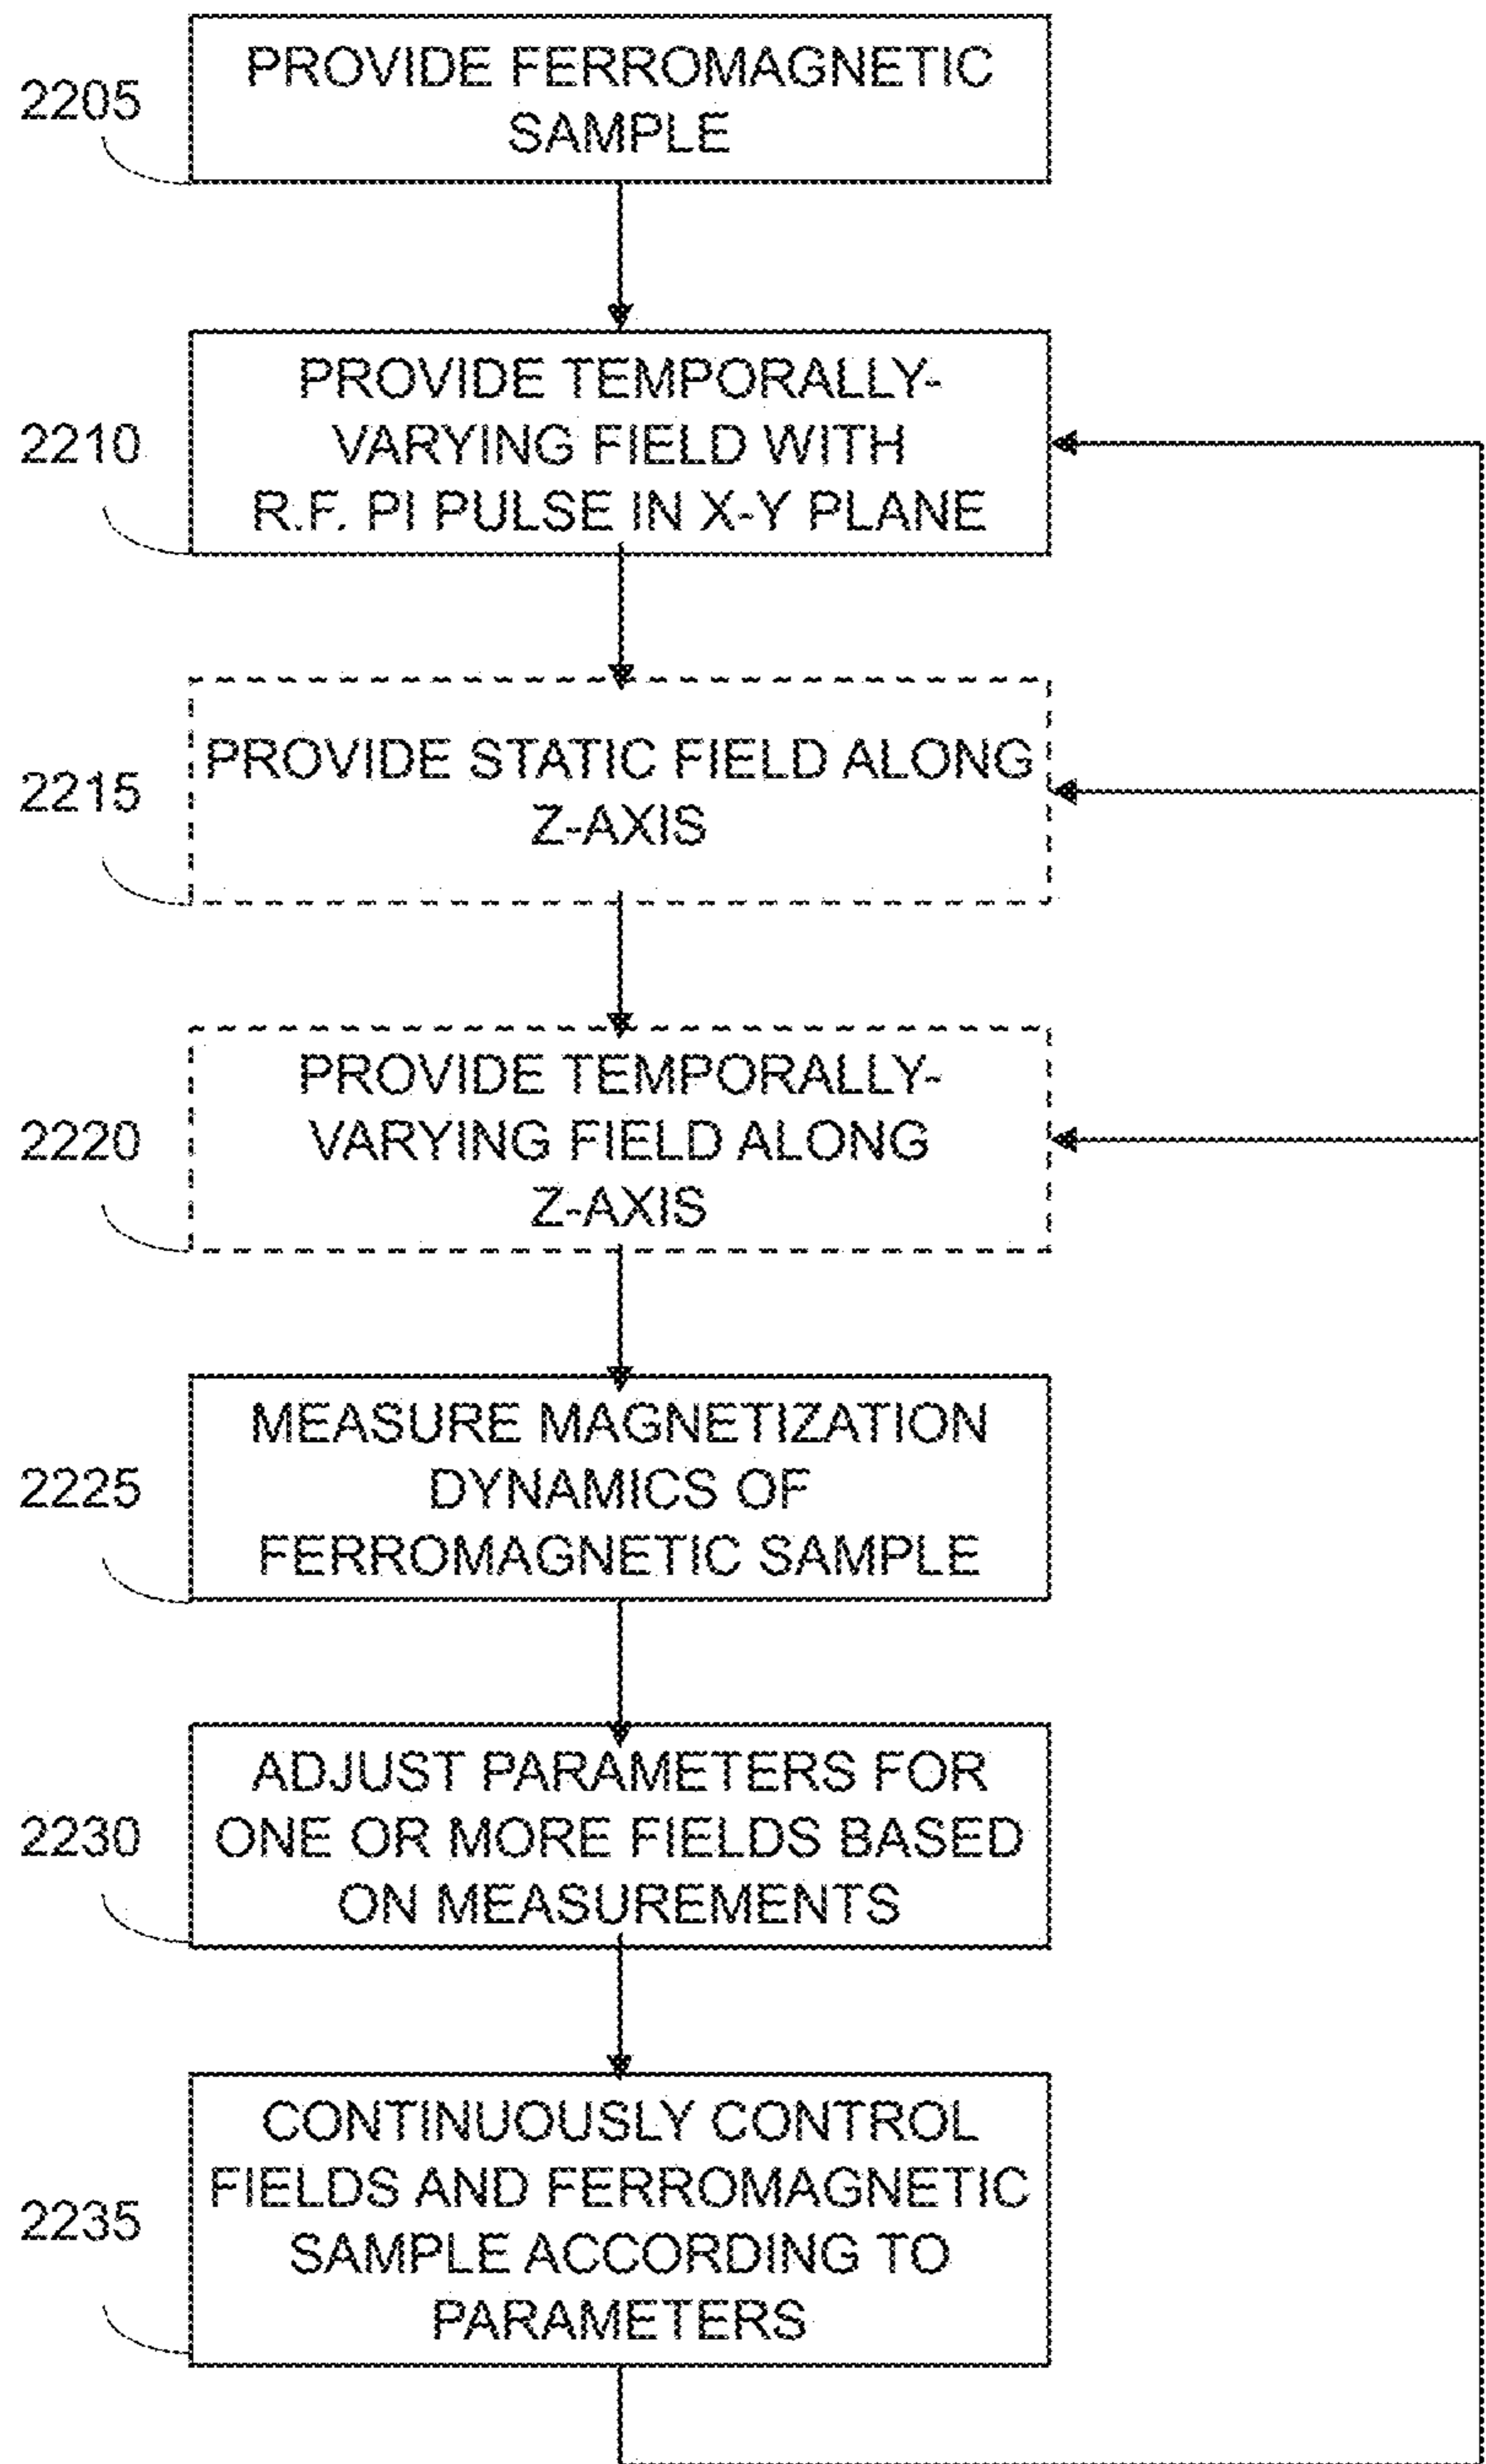 2205
PROVIDE FERROMAGNETIC
SAMPLE
2210
PROVIDE TEMPORALLY-
VARYING FIELD WITH
R.F. PI PULSE IN X-Y PLANE
2215
PROVIDE STATIC FIELD ALONG
Z-AXIS
2220
PROVIDE TEMPORALLY-
VARYING FIELD ALONG
Z-AXIS
2225
MEASURE MAGNETIZATION
DYNAMICS OF
FERROMAGNETIC SAMPLE
2230
ADJUST PARAMETERS FOR
ONE OR MORE FIELDS BASED
ON MEASUREMENTS
2235
CONTINUOUSLY CONTROL
FIELDS AND FERROMAGNETIC
SAMPLE ACCORDING TO
PARAMETERS